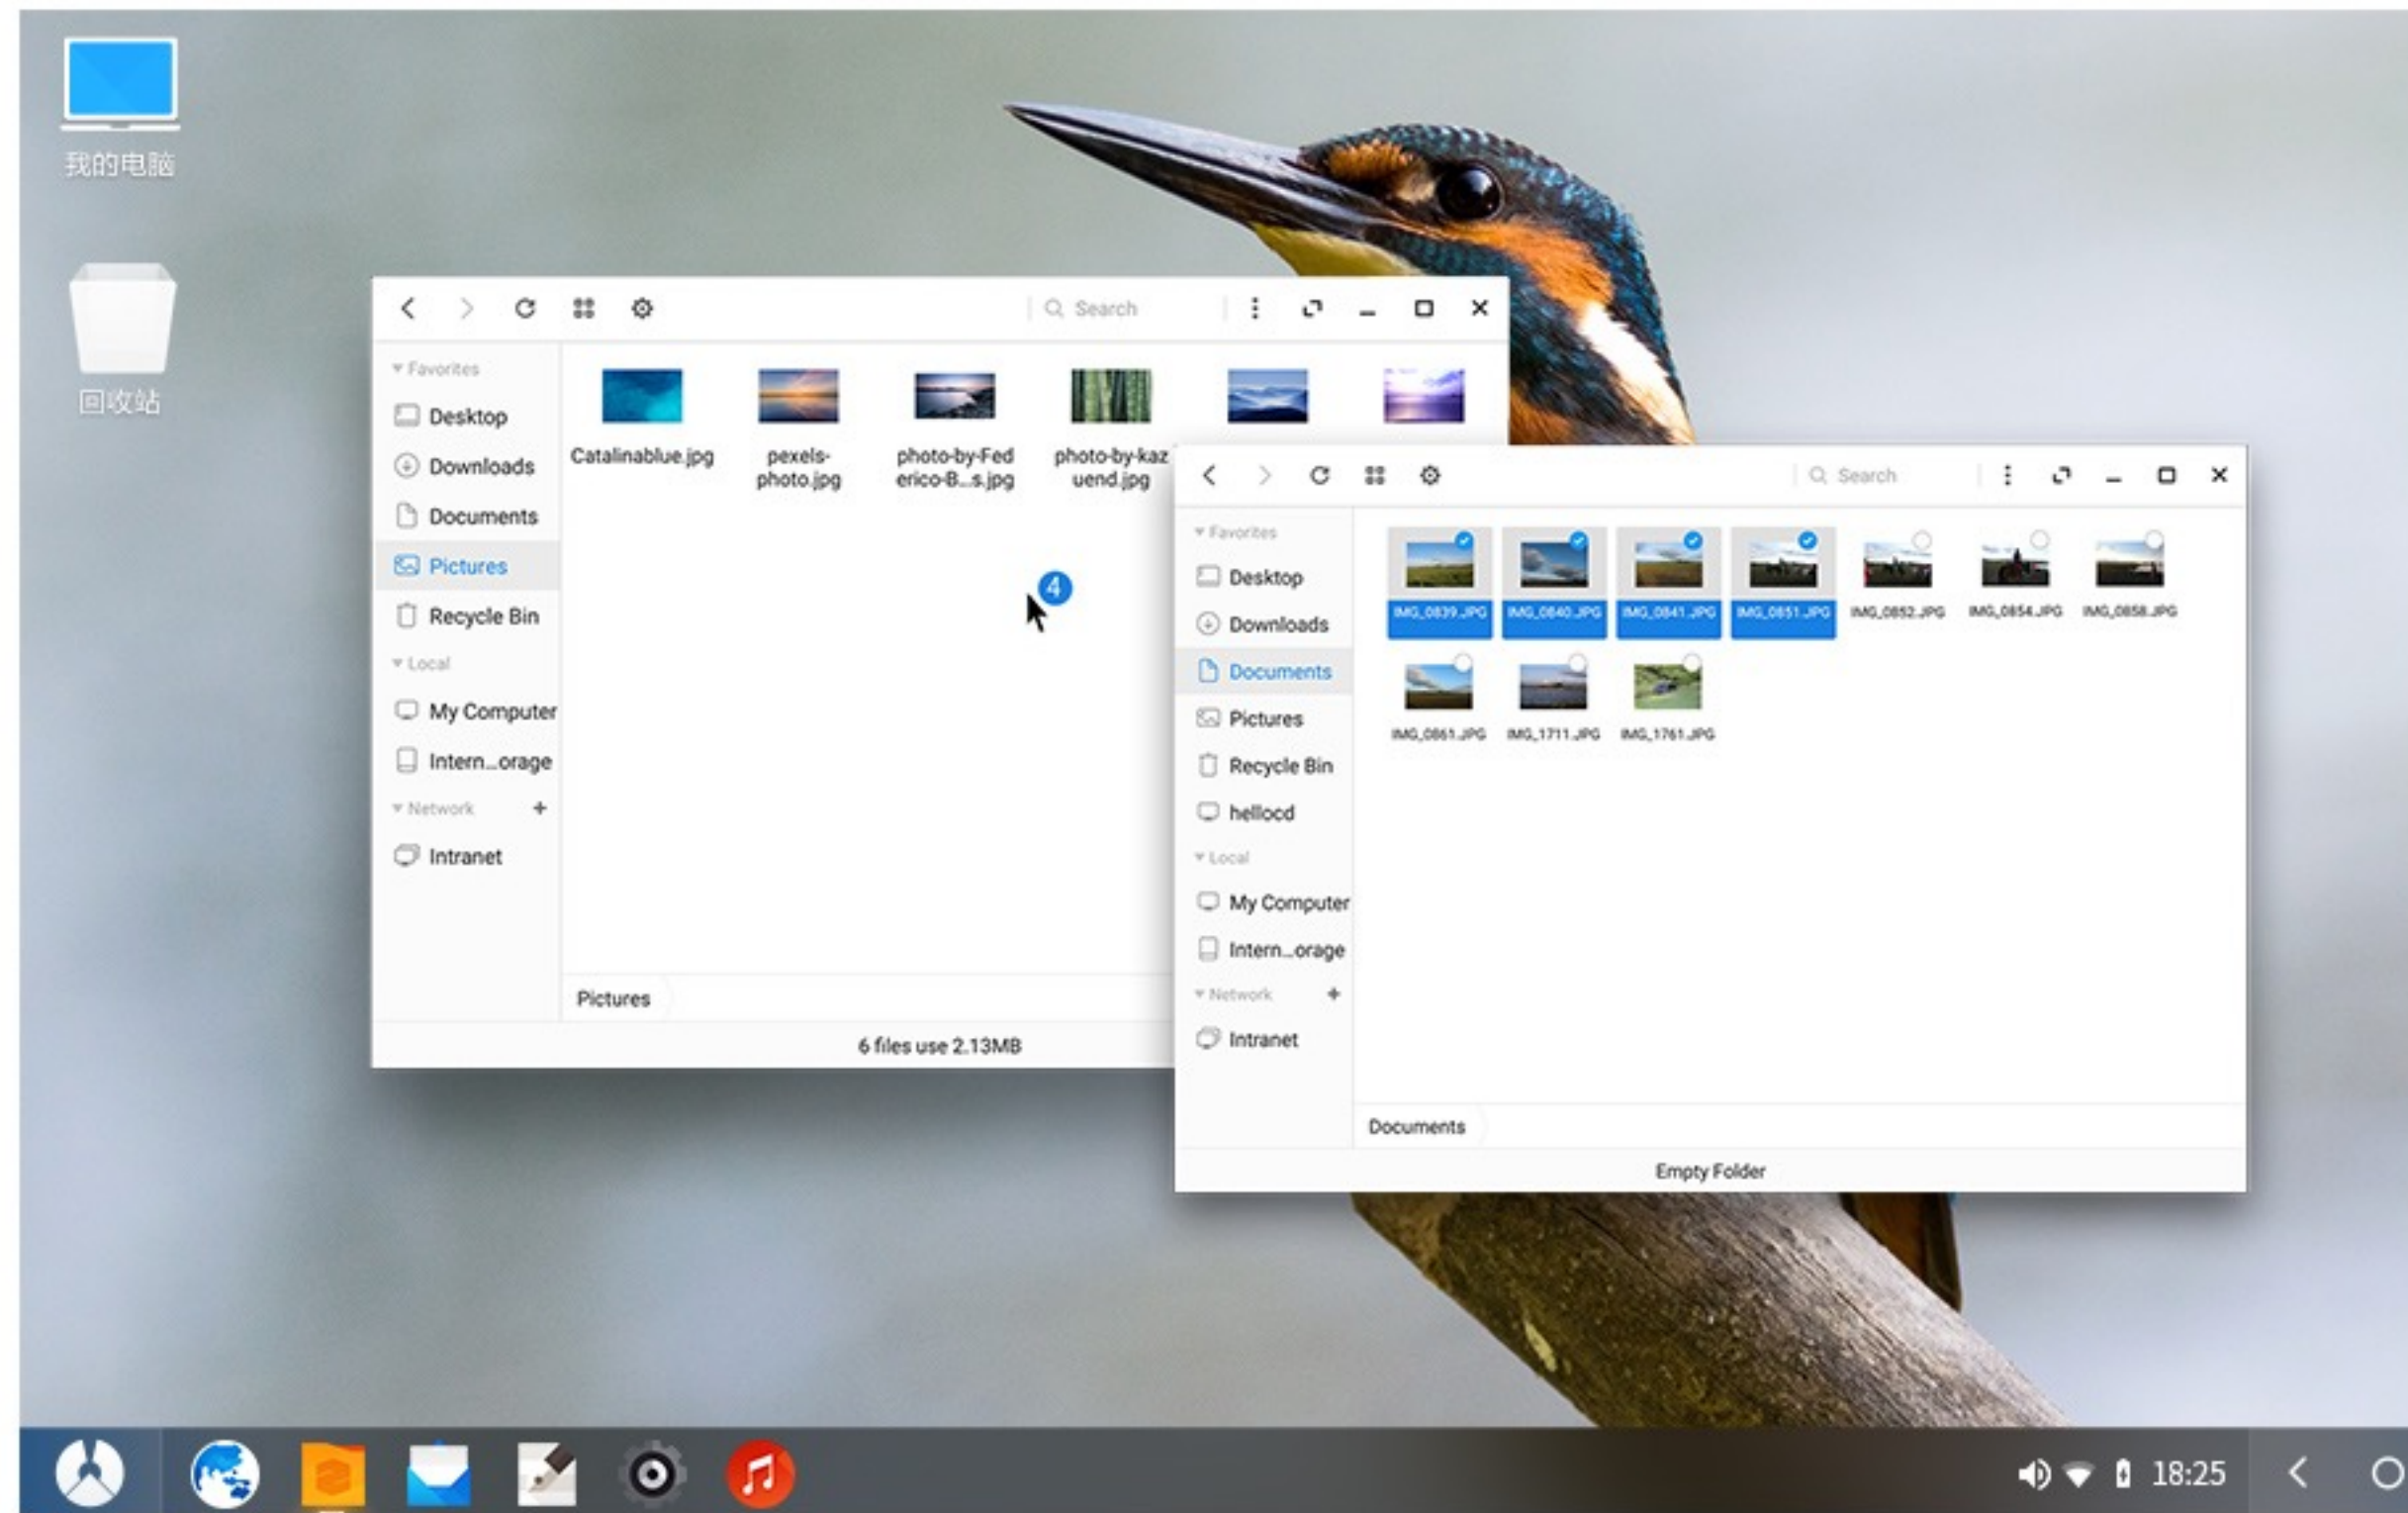 我的电脑
回收站
Search
Favorites
Desktop
Downloads
Documents
Pictures
Recycle Bin
Local
My Computer
Intern...orage
Network +
Intranet
Catalinablue.jpg
pexels-
photo.jpg
photo-by-Fed
erico-B...s.jpg
photo-by-kaz
uend.jpg
4
Pictures
6 files use 2.13MB
Search
Favorites
Desktop
Downloads
Documents
Pictures
Recycle Bin
hellocd
Local
My Computer
Intern...orage
Network +
Intranet
IMG_0839.JPG IMG_0840.JPG IMG_0841.JPG IMG_0851.JPG IMG_0852.JPG IMG_0854.JPG IMG_0858.JPG
IMG_0861.JPG IMG_1711.JPG IMG_1761.JPG
Documents
Empty Folder
18:25